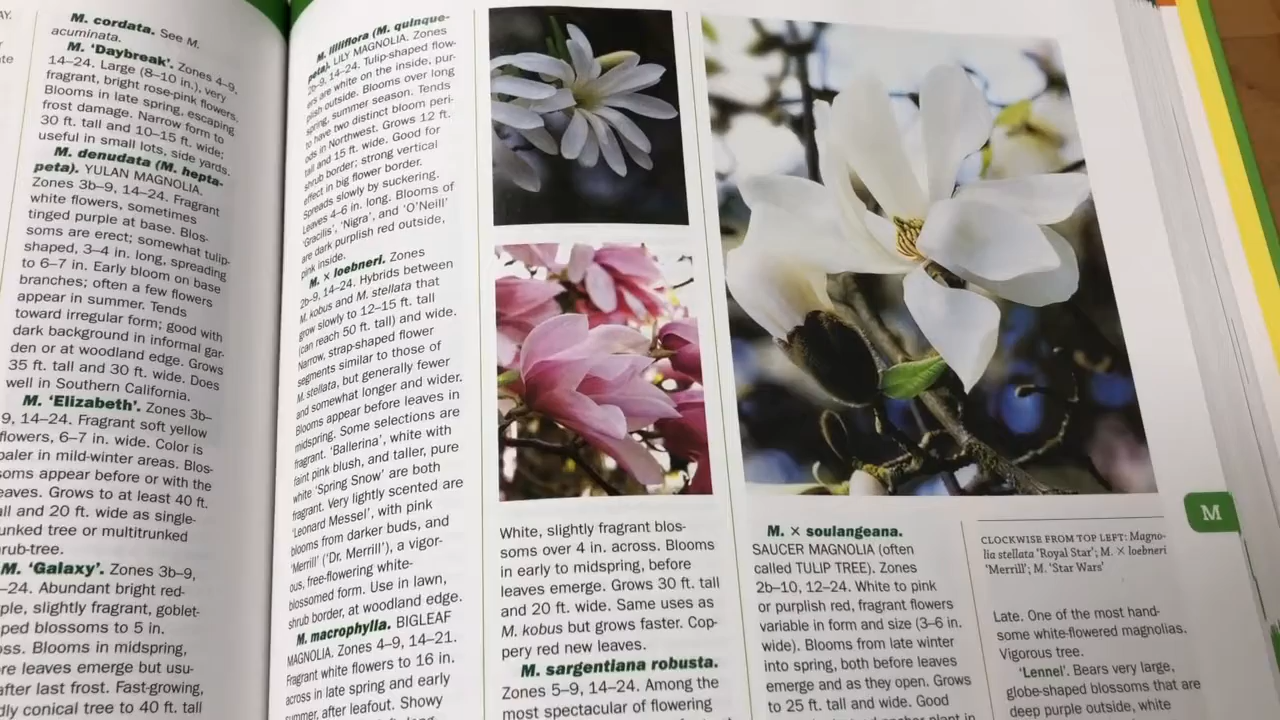 AY.
M. cordata. See M.
acuminata.
M. ‘Daybreak’. Zones 4–9,
14–24. Large (8–10 in.), very
fragrant, bright rose-pink flowers.
Blooms in late spring, escaping
frost damage. Narrow form to
30 ft. tall and 10–15 ft. wide;
useful in small lots, side yards.
M. denudata (M. hepta-
peta). YULAN MAGNOLIA.
Zones 3b–9, 14–24. Fragrant
white flowers, sometimes
tinged purple at base. Blos-
soms are erect; somewhat tulip-
shaped, 3–4 in. long, spreading
to 6–7 in. Early bloom on base
branches; often a few flowers
appear in summer. Tends
toward irregular form; good with
dark background in informal gar-
den or at woodland edge. Grows
35 ft. tall and 30 ft. wide. Does
well in Southern California.
M. ‘Elizabeth’. Zones 3b–
9, 14–24. Fragrant soft yellow
flowers, 6–7 in. wide. Color is
paler in mild-winter areas. Blos-
soms appear before or with the
eaves. Grows to at least 40 ft.
all and 20 ft. wide as single-
unked tree or multitrunked
hrub-tree.
M. ‘Galaxy’. Zones 3b–9,
–24. Abundant bright red-
ple, slightly fragrant, goblet-
ped blossoms to 5 in.
oss. Blooms in midspring,
re leaves emerge but usu-
after last frost. Fast-growing,
dly conical tree to 40 ft. tall
M. liliiflora (M. quinque-
peta). LILY MAGNOLIA. Zones
2b–9, 14–24. Tulip-shaped flow-
ers are white on the inside, pur-
plish outside. Blooms over long
spring, summer season. Tends
to have two distinct bloom peri-
ods in Northwest. Grows 12 ft.
tall and 15 ft. wide. Good for
shrub border; strong vertical
effect in big flower border.
Spreads slowly by suckering.
Leaves 4–6 in. long. Blooms of
‘Gracilis’, ‘Nigra’, and ‘O’Neill’
are dark purplish red outside,
pink inside.
M. × loebneri. Zones
2b–9, 14–24. Hybrids between
M. kobus and M. stellata that
grow slowly to 12–15 ft. tall
(can reach 50 ft. tall) and wide.
Narrow, strap-shaped flower
segments similar to those of
M. stellata, but generally fewer
and somewhat longer and wider.
Blooms appear before leaves in
midspring. Some selections are
fragrant. ‘Ballerina’, white with
faint pink blush, and taller, pure
white ‘Spring Snow’ are both
fragrant. Very lightly scented are
‘Leonard Messel’, with pink
blooms from darker buds, and
‘Merrill’ (‘Dr. Merrill’), a vigor-
ous, free-flowering white-
blossomed form. Use in lawn,
shrub border, at woodland edge.
M. macrophylla. BIGLEAF
MAGNOLIA. Zones 4–9, 14–21.
Fragrant white flowers to 16 in.
across in late spring and early
summer, after leafout. Showy
White, slightly fragrant blos-
soms over 4 in. across. Blooms
in early to midspring, before
leaves emerge. Grows 30 ft. tall
and 20 ft. wide. Same uses as
M. kobus but grows faster. Cop-
pery red new leaves.
M. sargentiana robusta.
Zones 5–9, 14–24. Among the
most spectacular of flowering
M. × soulangeana.
SAUCER MAGNOLIA (often
called TULIP TREE). Zones
2b–10, 12–24. White to pink
or purplish red, fragrant flowers
variable in form and size (3–6 in.
wide). Blooms from late winter
into spring, both before leaves
emerge and as they open. Grows
to 25 ft. tall and wide. Good
CLOCKWISE FROM TOP LEFT: Magno-
lia stellata ‘Royal Star’; M. × loebneri
‘Merrill’; M. ‘Star Wars’
Late. One of the most hand-
some white-flowered magnolias.
Vigorous tree.
‘Lennei’. Bears very large,
globe-shaped blossoms that are
deep purple outside, white
M